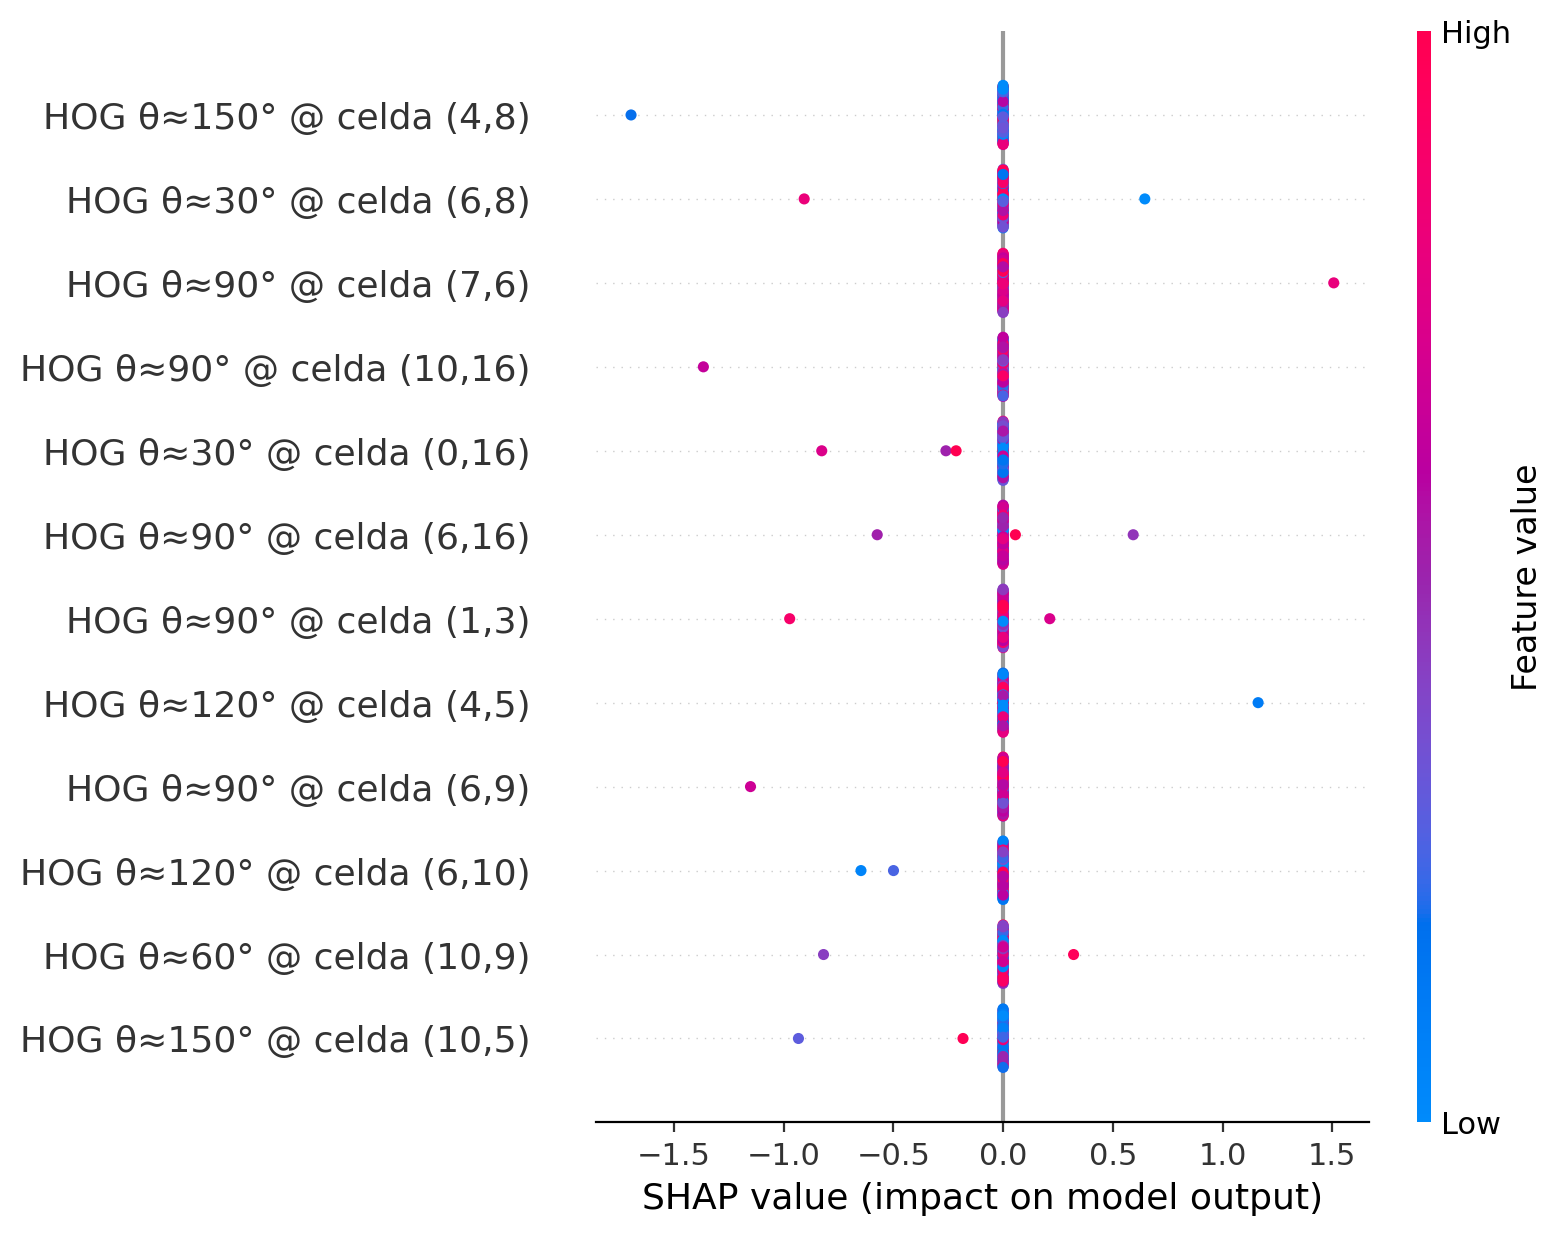 High
HOG θ≈150° @ celda (4,8)
HOG θ≈30° @ celda (6,8)
HOG θ≈90° @ celda (7,6)
HOG θ≈90° @ celda (10,16)
HOG θ≈30° @ celda (0,16)
HOG θ≈90° @ celda (6,16)
HOG θ≈90° @ celda (1,3)
HOG θ≈120° @ celda (4,5)
HOG θ≈90° @ celda (6,9)
HOG θ≈120° @ celda (6,10)
HOG θ≈60° @ celda (10,9)
HOG θ≈150° @ celda (10,5)
Feature value
Low
−1.5 −1.0 −0.5 0.0 0.5 1.0 1.5
SHAP value (impact on model output)